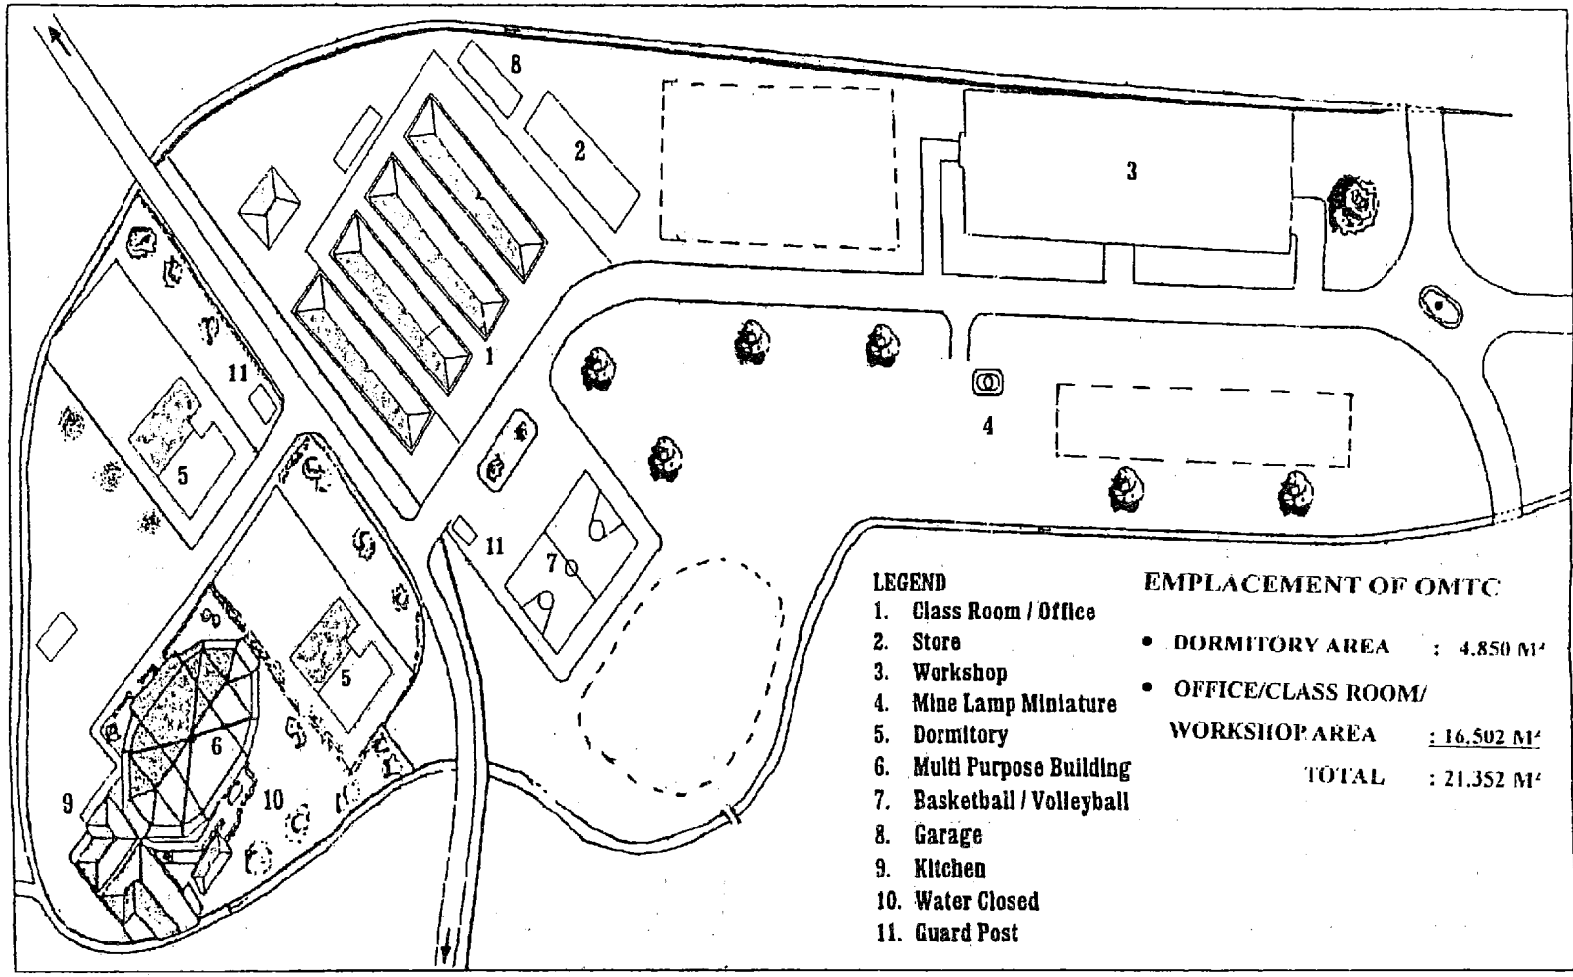 8
2
3
1
11
4
5
11
7
5
6
9
10
LEGEND
1. Class Room / Office
2. Store
3. Workshop
4. Mine Lamp Miniature
5. Dormitory
6. Multi Purpose Building
7. Basketball / Volleyball
8. Garage
9. Kitchen
10. Water Closed
11. Guard Post
EMPLACEMENT OF OMTC
• DORMITORY AREA : 4.850 M²
• OFFICE/CLASS ROOM/
WORKSHOP AREA : 16.502 M²
TOTAL : 21.352 M²